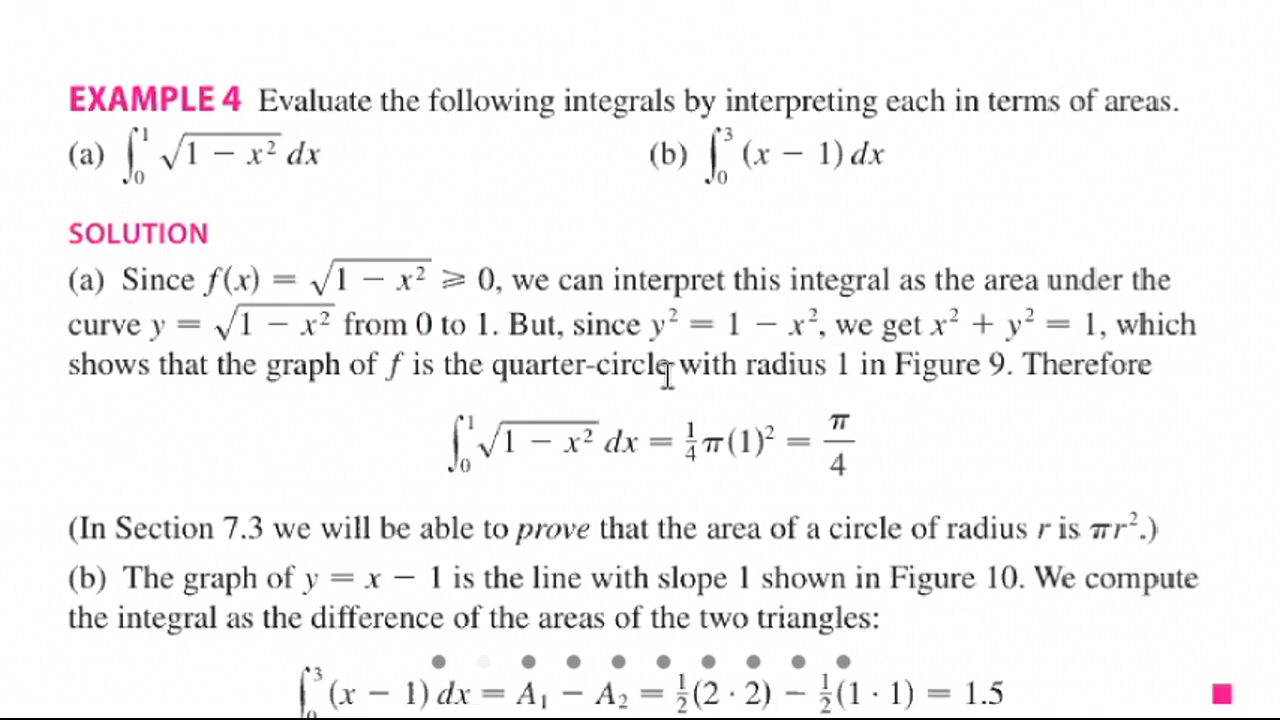 EXAMPLE 4 Evaluate the following integrals by interpreting each in terms of areas.
(a) ∫₀¹ √(1 − x²) dx (b) ∫₀³ (x − 1) dx
SOLUTION
(a) Since f(x) = √(1 − x²) ⩾ 0, we can interpret this integral as the area under the
curve y = √(1 − x²) from 0 to 1. But, since y² = 1 − x², we get x² + y² = 1, which
shows that the graph of f is the quarter-circle with radius 1 in Figure 9. Therefore
∫₀¹ √(1 − x²) dx = ¼π(1)² = π/4
(In Section 7.3 we will be able to prove that the area of a circle of radius r is πr².)
(b) The graph of y = x − 1 is the line with slope 1 shown in Figure 10. We compute
the integral as the difference of the areas of the two triangles:
∫₀³ (x − 1) dx = A₁ − A₂ = ½(2 · 2) − ½(1 · 1) = 1.5